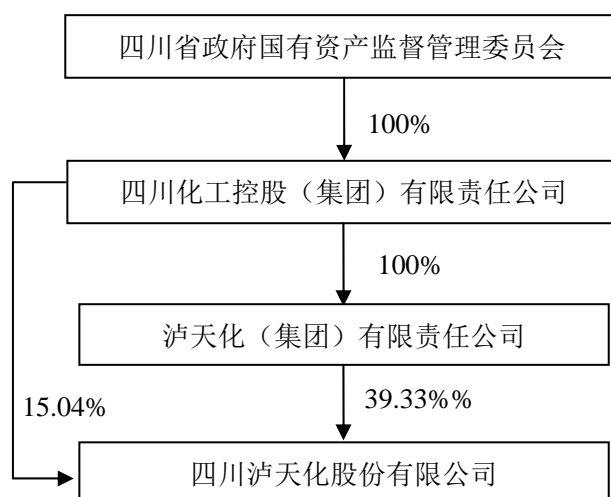 四川省政府国有资产监督管理委员会
100%
四川化工控股（集团）有限责任公司
100%
泸天化（集团）有限责任公司
15.04%
39.33%%
四川泸天化股份有限公司